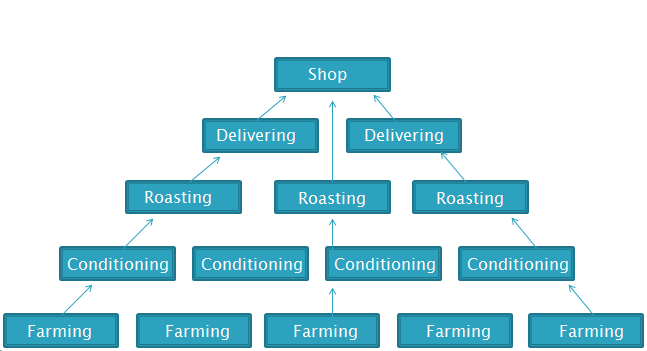 Shop
Delivering Delivering
Roasting Roasting Roasting
Conditioning Conditioning Conditioning Conditioning
Farming Farming Farming Farming Farming